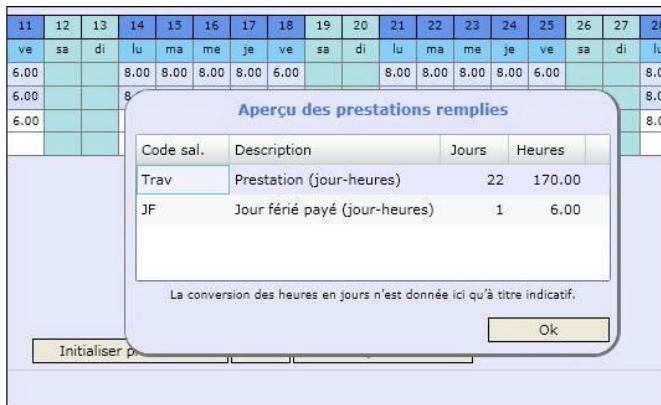 11 12 13 14 15 16 17 18 19 20 21 22 23 24 25 26 27 28
ve sa di lu ma me je ve sa di lu ma me je ve sa di lu
6.00 8.00 8.00 8.00 8.00 6.00 8.00 8.00 8.00 8.00 6.00 8.0
6.00 8. 8.0
6.00 8.0
Aperçu des prestations remplies
Code sal. Description Jours Heures
Trav Prestation (jour-heures) 22 170.00
JF Jour férié payé (jour-heures) 1 6.00
La conversion des heures en jours n'est donnée ici qu'à titre indicatif.
Ok
Initialiser p